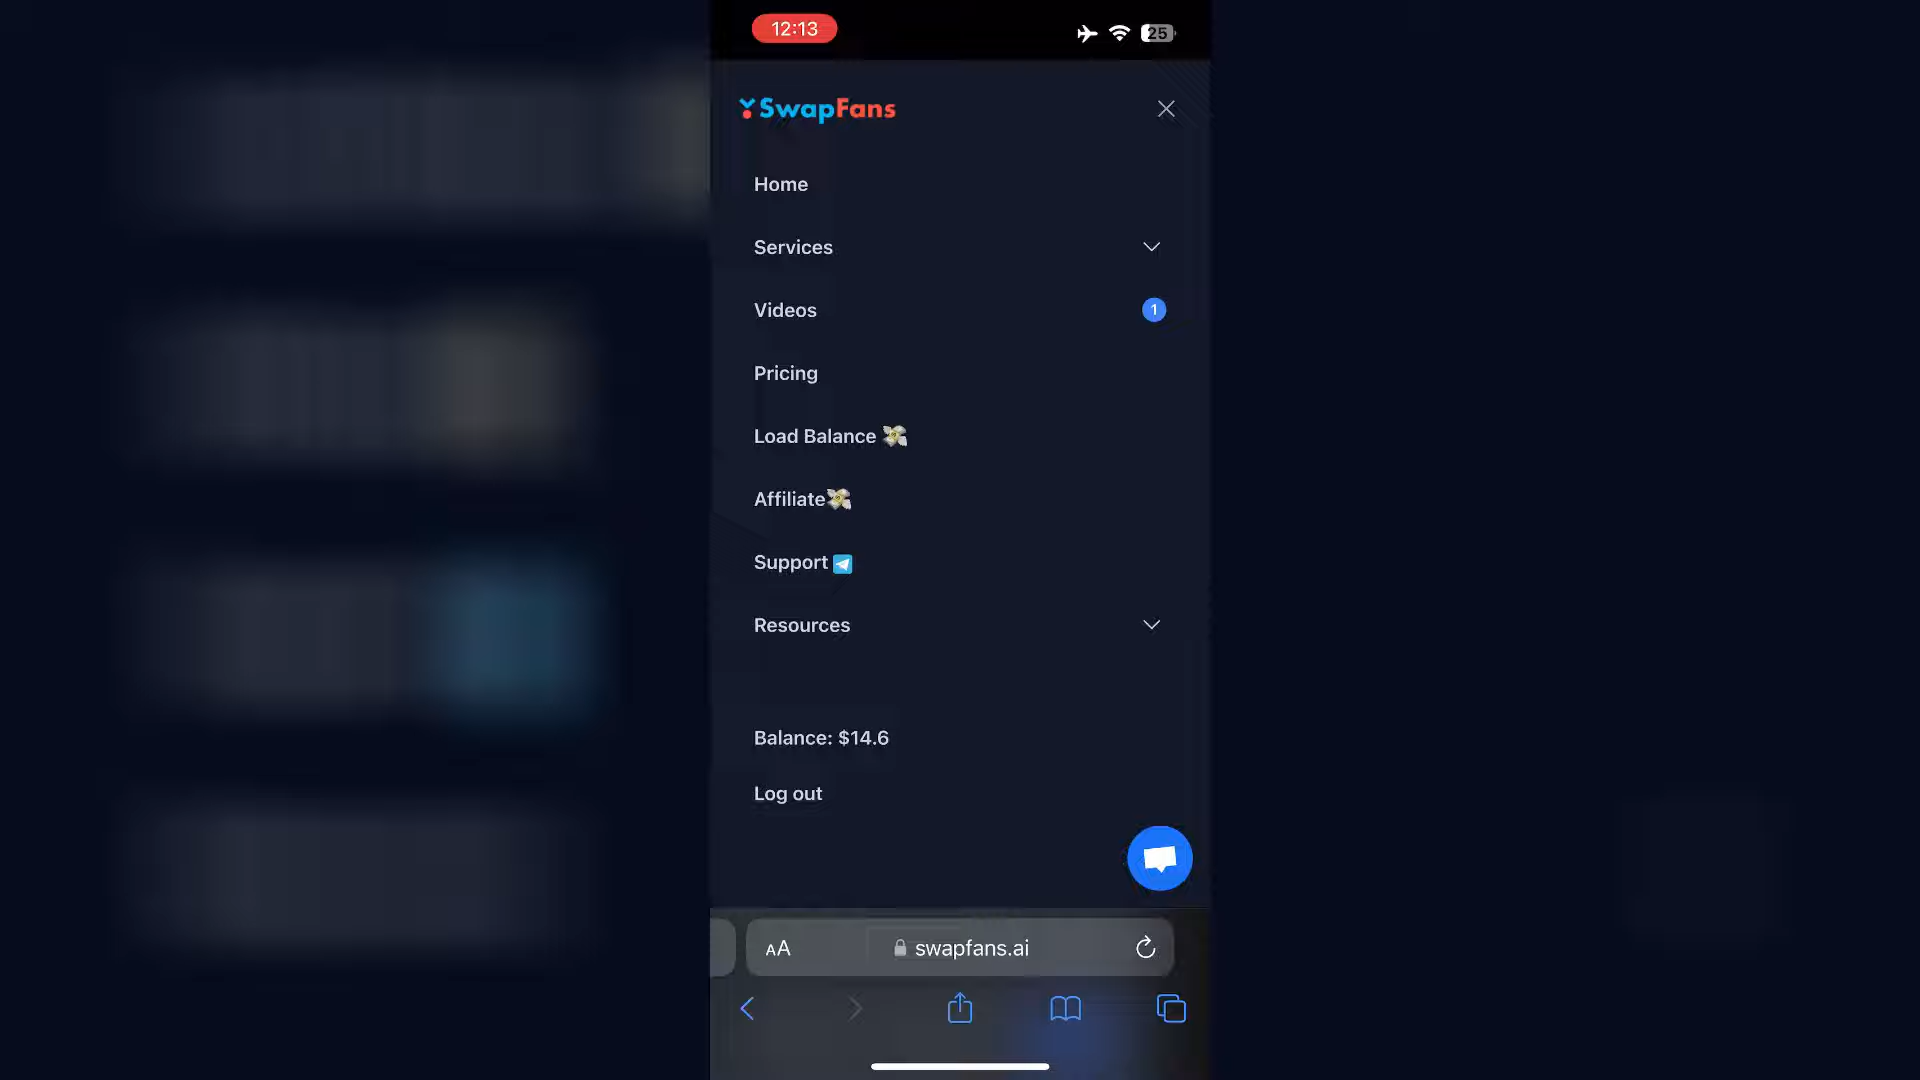 12:13
25
SwapFans
Home
Services
Videos
1
Pricing
Load Balance 💸
Affiliate💸
Support
Resources
Balance: $14.6
Log out
AA
swapfans.ai